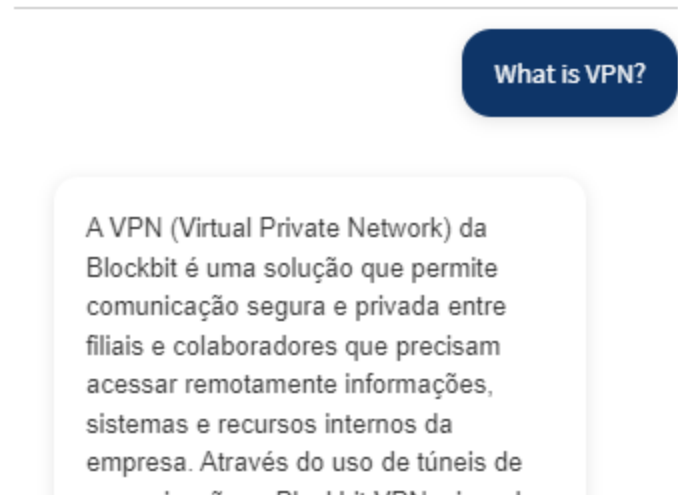 What is VPN?
A VPN (Virtual Private Network) da
Blockbit é uma solução que permite
comunicação segura e privada entre
filiais e colaboradores que precisam
acessar remotamente informações,
sistemas e recursos internos da
empresa. Através do uso de túneis de